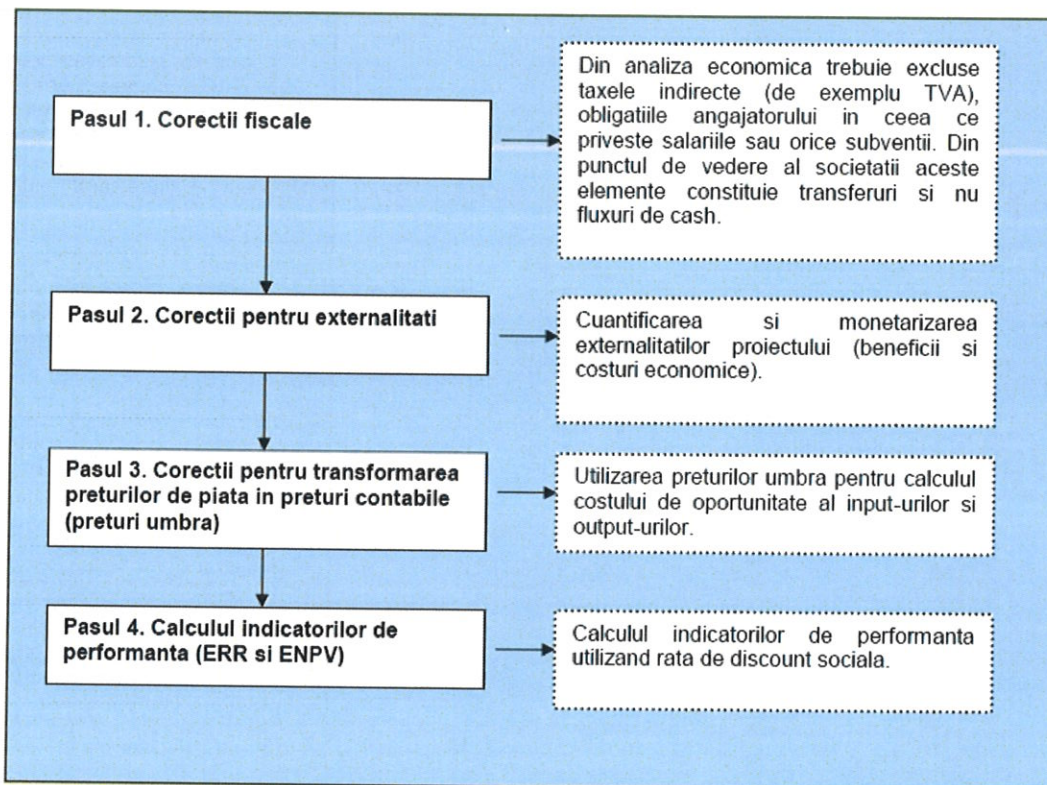 Pasul 1. Corectii fiscale
Din analiza economica trebuie excluse
taxele indirecte (de exemplu TVA),
obligatiile angajatorului in ceea ce
priveste salariile sau orice subventii. Din
punctul de vedere al societatii aceste
elemente constituie transferuri si nu
fluxuri de cash.
Pasul 2. Corectii pentru externalitati
Cuantificarea si monetarizarea
externalitatilor proiectului (beneficii si
costuri economice).
Pasul 3. Corectii pentru transformarea
preturilor de piata in preturi contabile
(preturi umbra)
Utilizarea preturilor umbra pentru calculul
costului de oportunitate al input-urilor si
output-urilor.
Pasul 4. Calculul indicatorilor de
performanta (ERR si ENPV)
Calculul indicatorilor de performanta
utilizand rata de discount sociala.